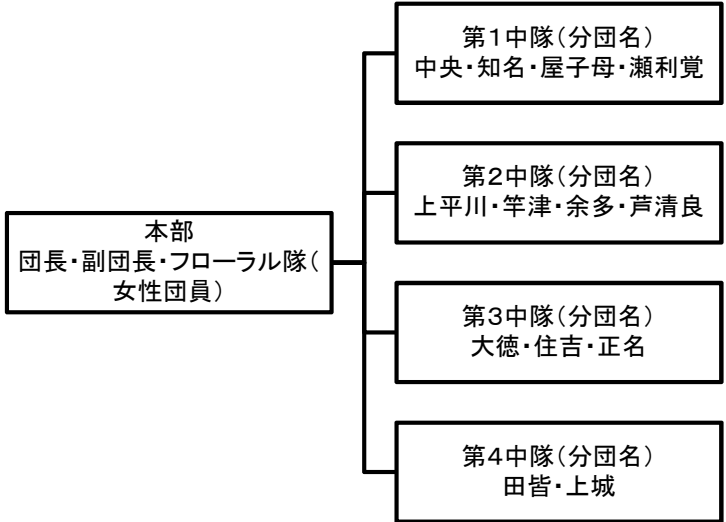 第1中隊(分団名)
中央・知名・屋子母・瀬利覚
第2中隊(分団名)
上平川・竿津・余多・芦清良
本部
団長・副団長・フローラル隊(
女性団員)
第3中隊(分団名)
大徳・住吉・正名
第4中隊(分団名)
田皆・上城